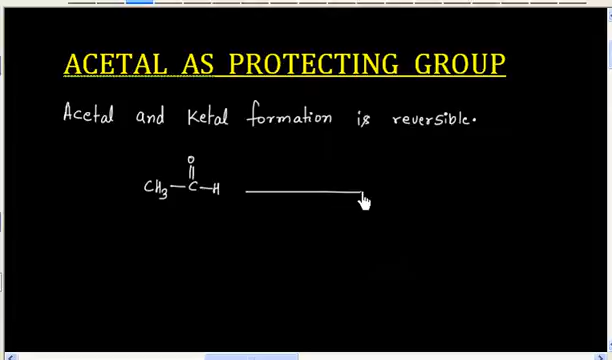 ACETAL AS PROTECTING GROUP
Acetal and Ketal formation is reversible.
O
CH3-C-H